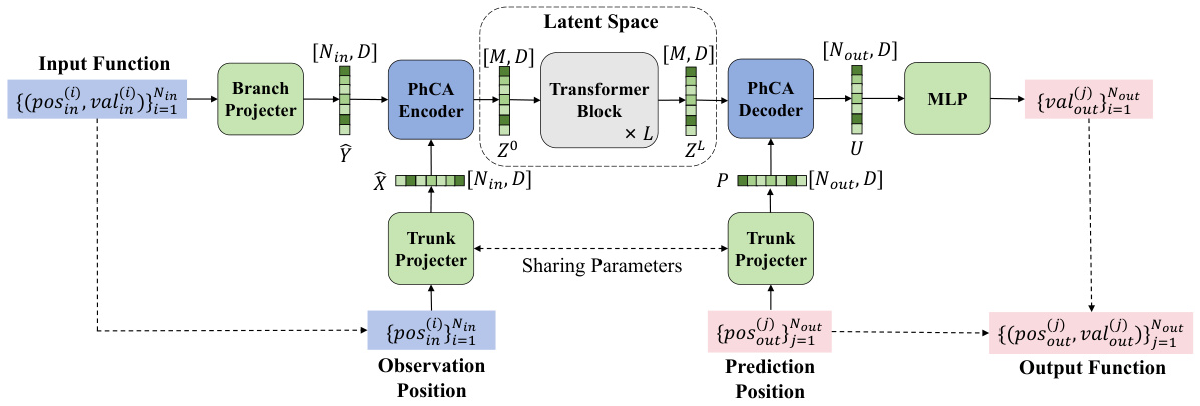 Latent Space
Input Function
$\{(pos_{in}^{(i)}, val_{in}^{(i)})\}_{i=1}^{N_{in}}$
Branch
Projecter
$[N_{in}, D]$
$\hat{Y}$
PhCA
Encoder
$[M, D]$
$Z^0$
Transformer
Block
$\times L$
$[M, D]$
$Z^L$
PhCA
Decoder
$[N_{out}, D]$
$U$
MLP
$\{val_{out}^{(j)}\}_{i=1}^{N_{out}}$
$\hat{X}$ $[N_{in}, D]$
$P$ $[N_{out}, D]$
Trunk
Projecter
Sharing Parameters
Trunk
Projecter
$\{pos_{in}^{(i)}\}_{i=1}^{N_{in}}$
Observation
Position
$\{pos_{out}^{(j)}\}_{j=1}^{N_{out}}$
Prediction
Position
$\{(pos_{out}^{(j)}, val_{out}^{(j)})\}_{j=1}^{N_{out}}$
Output Function